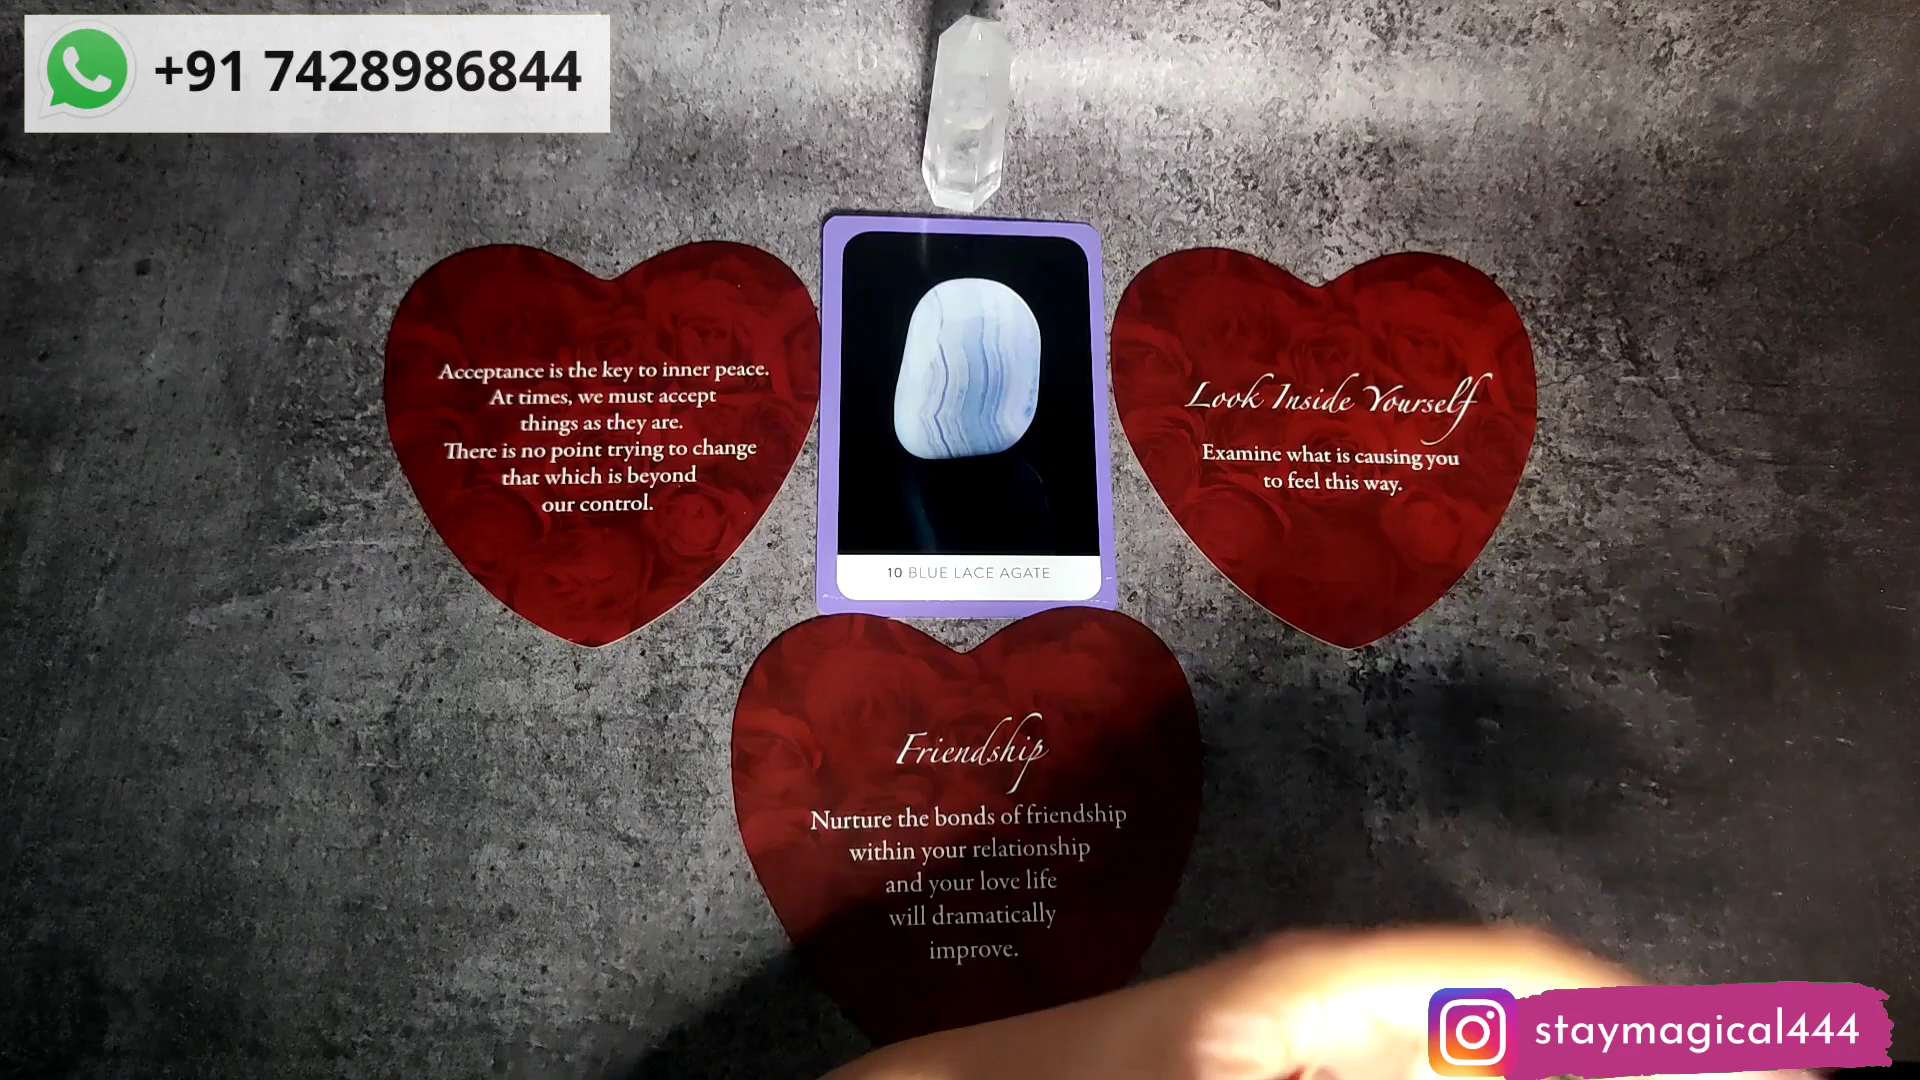 +91 7428986844
Acceptance is the key to inner peace.
At times, we must accept
things as they are.
There is no point trying to change
that which is beyond
our control.
10 BLUE LACE AGATE
Look Inside Yourself
Examine what is causing you
to feel this way.
Friendship
Nurture the bonds of friendship
within your relationship
and your love life
will dramatically
improve.
staymagical444